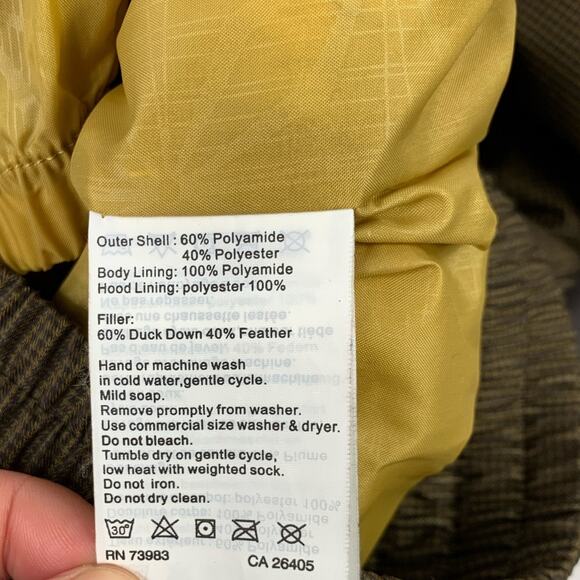 Outer Shell : 60% Polyamide
40% Polyester
Body Lining: 100% Polyamide
Hood Lining: polyester 100%
Filler:
60% Duck Down 40% Feather
Hand or machine wash
in cold water,gentle cycle.
Mild soap.
Remove promptly from washer.
Use commercial size washer & dryer.
Do not bleach.
Tumble dry on gentle cycle,
low heat with weighted sock.
Do not iron.
Do not dry clean.
30°
RN 73983 CA 26405